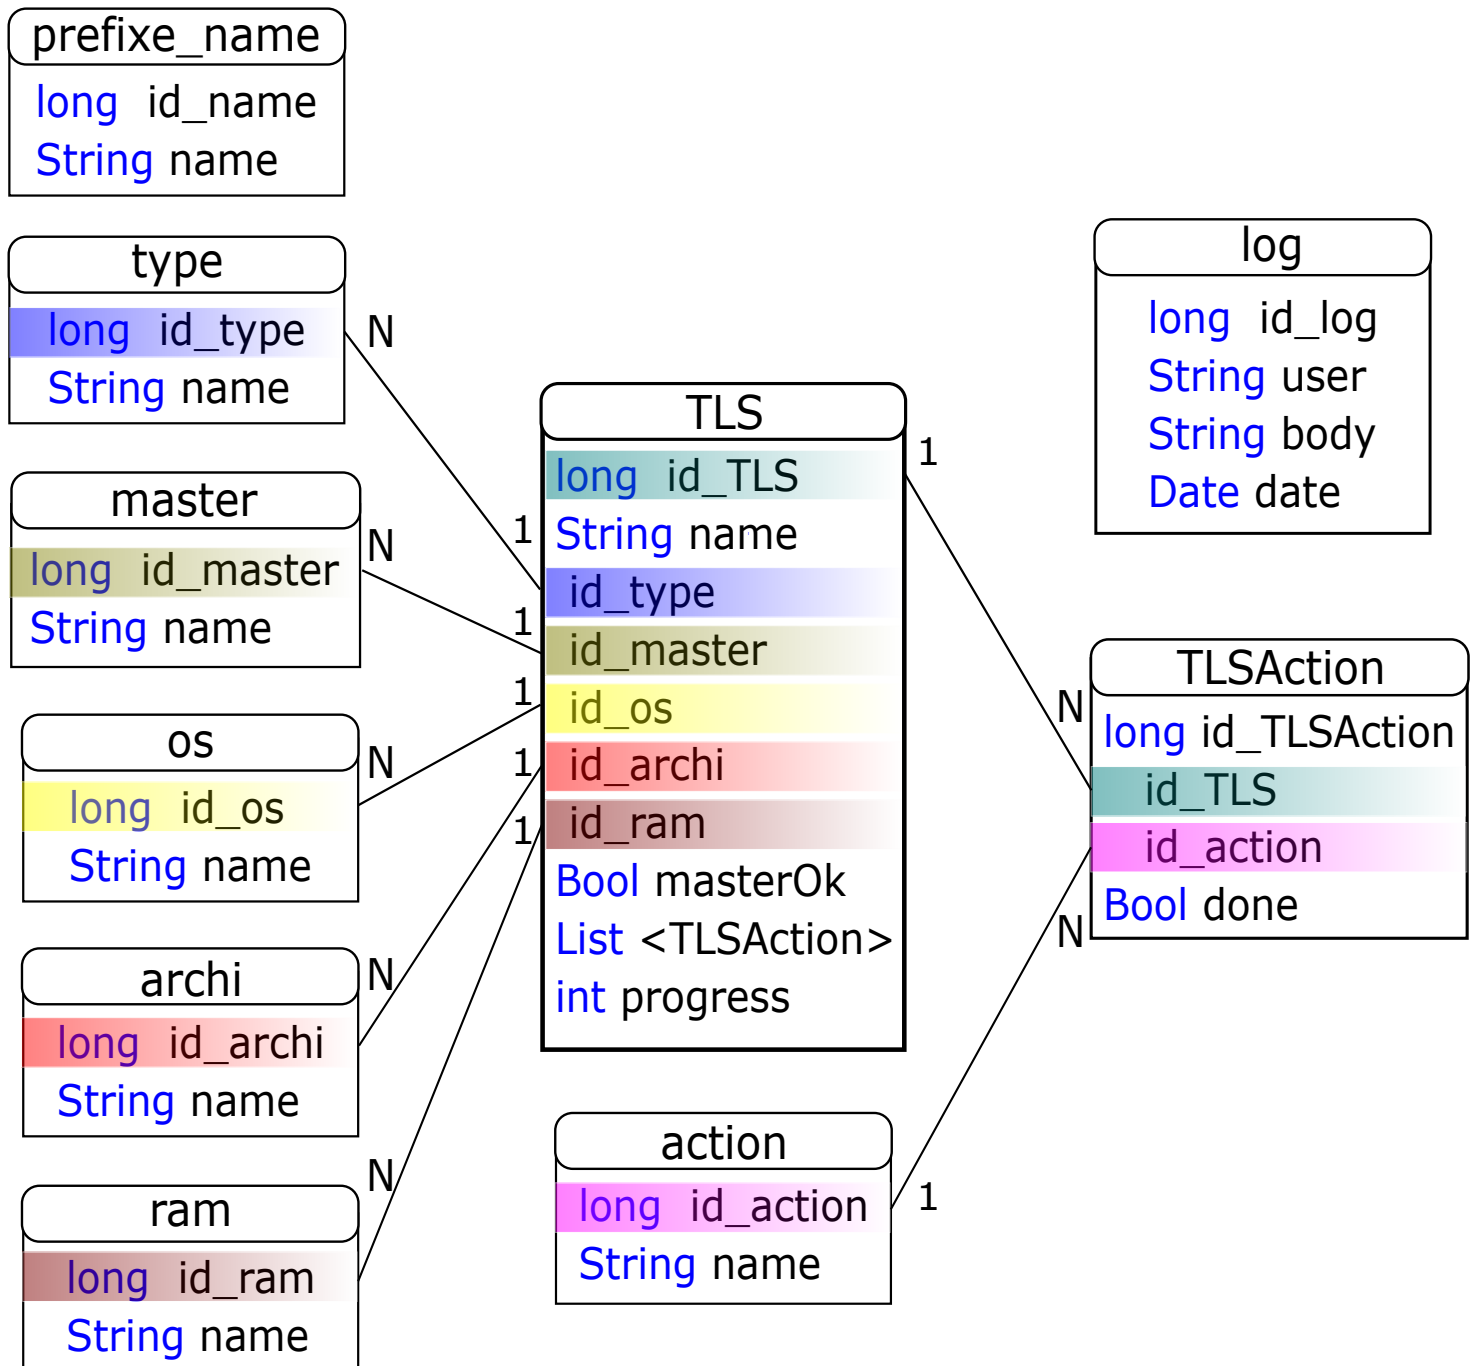 prefixe_name
long id_name
String name
type
long id_type
String name
N
master
long id_master
String name
N
os
long id_os
String name
N
archi
long id_archi
String name
N
ram
long id_ram
String name
N
TLS
long id_TLS
String name
id_type
id_master
id_os
id_archi
id_ram
Bool masterOk
List <TLSAction>
int progress
1
1
1
1
1
1
action
long id_action
String name
1
log
long id_log
String user
String body
Date date
TLSAction
long id_TLSAction
id_TLS
id_action
Bool done
N
N